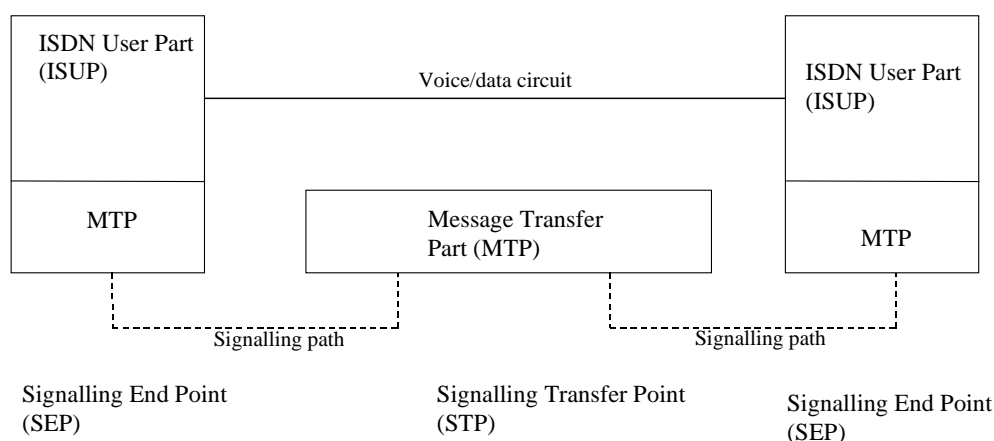 ISDN User Part
(ISUP)
Voice/data circuit
ISDN User Part
(ISUP)
MTP
Message Transfer
Part (MTP)
MTP
Signalling path
Signalling path
Signalling End Point
(SEP)
Signalling Transfer Point
(STP)
Signalling End Point
(SEP)